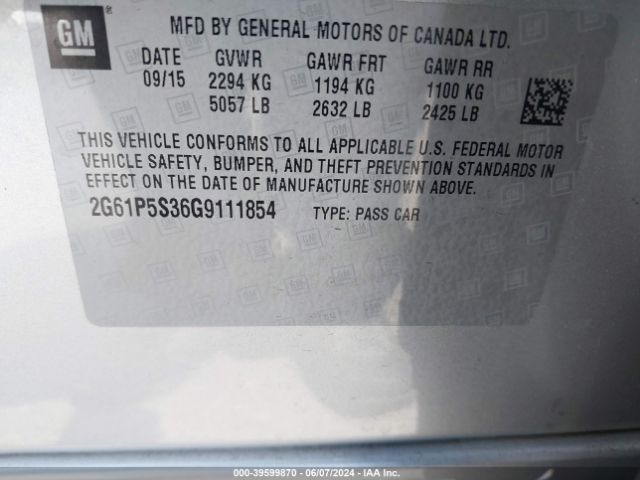 GM ®
MFD BY GENERAL MOTORS OF CANADA LTD.
DATE GVWR GAWR FRT GAWR RR
09/15 2294 KG 1194 KG 1100 KG
5057 LB 2632 LB 2425 LB
THIS VEHICLE CONFORMS TO ALL APPLICABLE U.S. FEDERAL MOTOR
VEHICLE SAFETY, BUMPER, AND THEFT PREVENTION STANDARDS IN
EFFECT ON THE DATE OF MANUFACTURE SHOWN ABOVE.
2G61P5S36G9111854 TYPE: PASS CAR
000-39599870 | 06/07/2024 | IAA Inc.